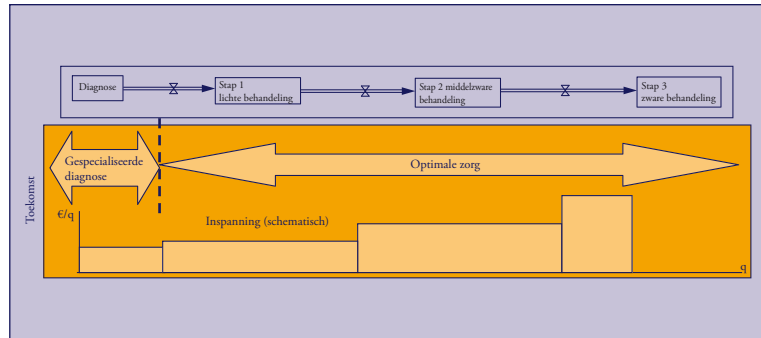 Diagnose
Stap 1
lichte behandeling
Stap 2 middelzware
behandeling
Stap 3
zware behandeling
Toekomst
Gespecialiseerde
diagnose
Optimale zorg
€/q
Inspanning (schematisch)
q